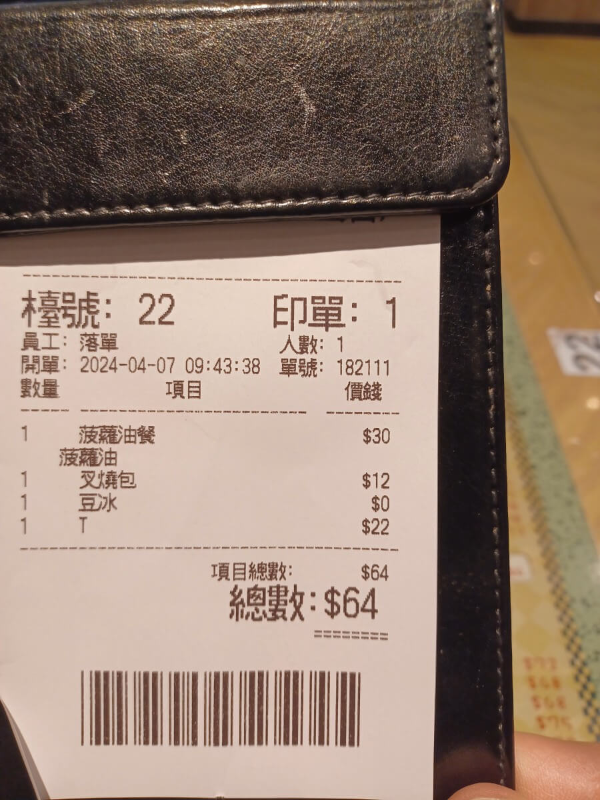 檯號: 22 印單: 1
員工: 落單 人數: 1
開單: 2024-04-07 09:43:38 單號: 182111
數量 項目 價錢
1 菠蘿油餐 $30
菠蘿油
1 叉燒包 $12
1 豆冰 $0
1 T $22
項目總數: $64
總數: $64
22
$68
$68